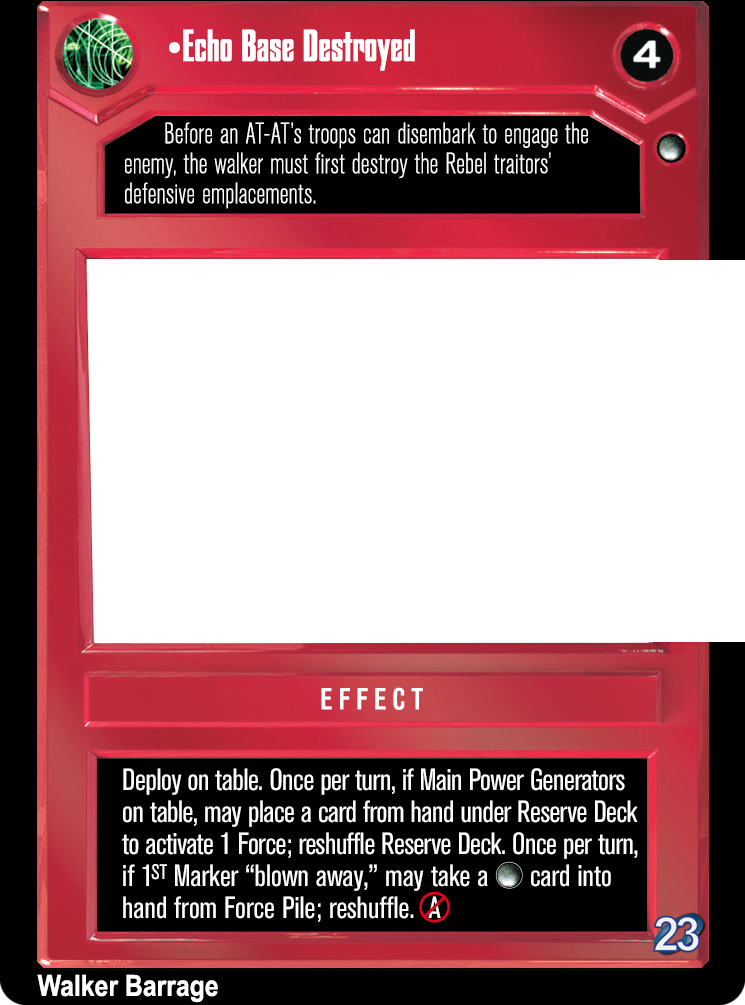 •Echo Base Destroyed
4
Before an AT-AT's troops can disembark to engage the
enemy, the walker must first destroy the Rebel traitors'
defensive emplacements.
EFFECT
Deploy on table. Once per turn, if Main Power Generators
on table, may place a card from hand under Reserve Deck
to activate 1 Force; reshuffle Reserve Deck. Once per turn,
if 1ST Marker “blown away,” may take a card into
hand from Force Pile; reshuffle. A
23
Walker Barrage